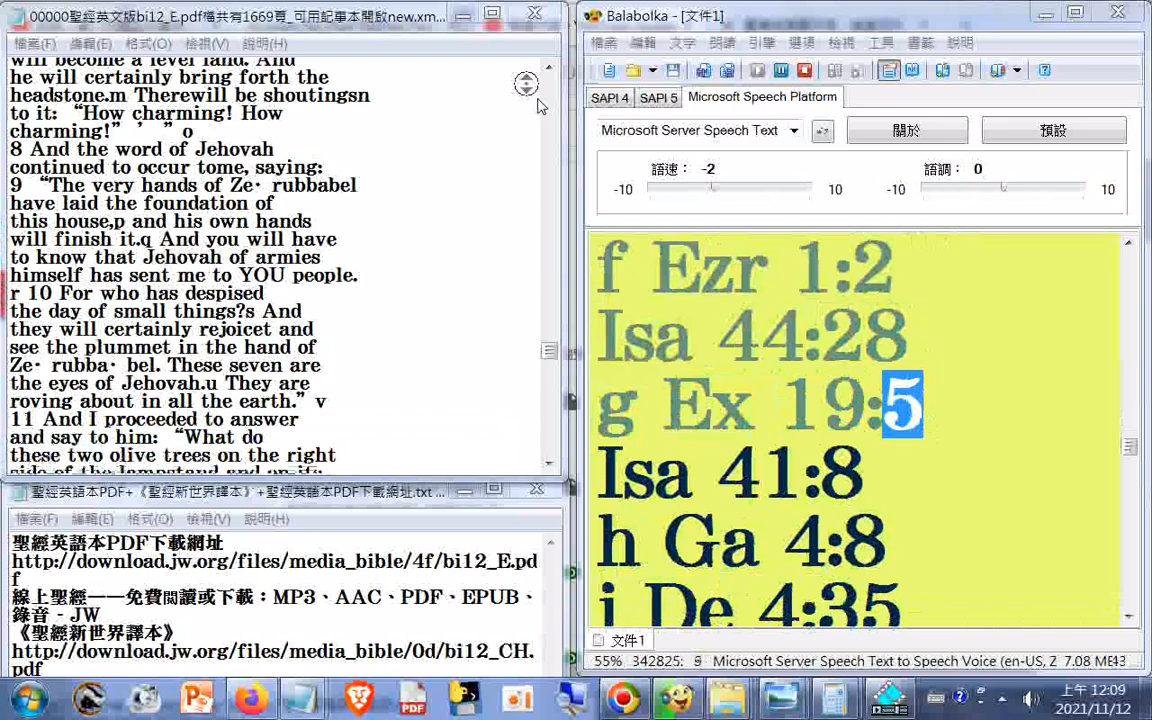 00000聖經英文版bi12_E.pdf檔共有1669頁_可用記事本開啟new.xm...
檔案(F) 編輯(E) 格式(O) 檢視(V) 說明(H)
will become a level land. And
he will certainly bring forth the
headstone.m Therewill be shoutingsn
to it: “How charming! How
charming!” ’ ”o
8 And the word of Jehovah
continued to occur tome, saying:
9 “The very hands of Ze· rubbabel
have laid the foundation of
this house,p and his own hands
will finish it.q And you will have
to know that Jehovah of armies
himself has sent me to YOU people.
r 10 For who has despised
the day of small things?s And
they will certainly rejoicet and
see the plummet in the hand of
Ze· rubba· bel. These seven are
the eyes of Jehovah.u They are
roving about in all the earth.” v
11 And I proceeded to answer
and say to him: “What do
these two olive trees on the right
side of the lampstand and on its
聖經英語本PDF+《聖經新世界譯本》+聖經英語本PDF下載網址.txt ...
檔案(F) 編輯(E) 格式(O) 檢視(V) 說明(H)
聖經英語本PDF下載網址
http://download.jw.org/files/media_bible/4f/bi12_E.pd
f
線上聖經——免費閱讀或下載：MP3、AAC、PDF、EPUB、
錄音 - JW
《聖經新世界譯本》
http://download.jw.org/files/media_bible/0d/bi12_CH.
pdf
Balabolka - [文件1]
檔案 編輯 文字 朗讀 引擎 選項 檢視 工具 書籤 說明
SAPI 4 SAPI 5 Microsoft Speech Platform
Microsoft Server Speech Text 關於 預設
語速： -2 語調： 0
-10 10 -10 10
f Ezr 1:2
Isa 44:28
g Ex 19:5
Isa 41:8
h Ga 4:8
i De 4:35
文件1
55% 342825: 9 Microsoft Server Speech Text to Speech Voice (en-US, Z 7.08 ME43
上午 12:09
2021/11/12